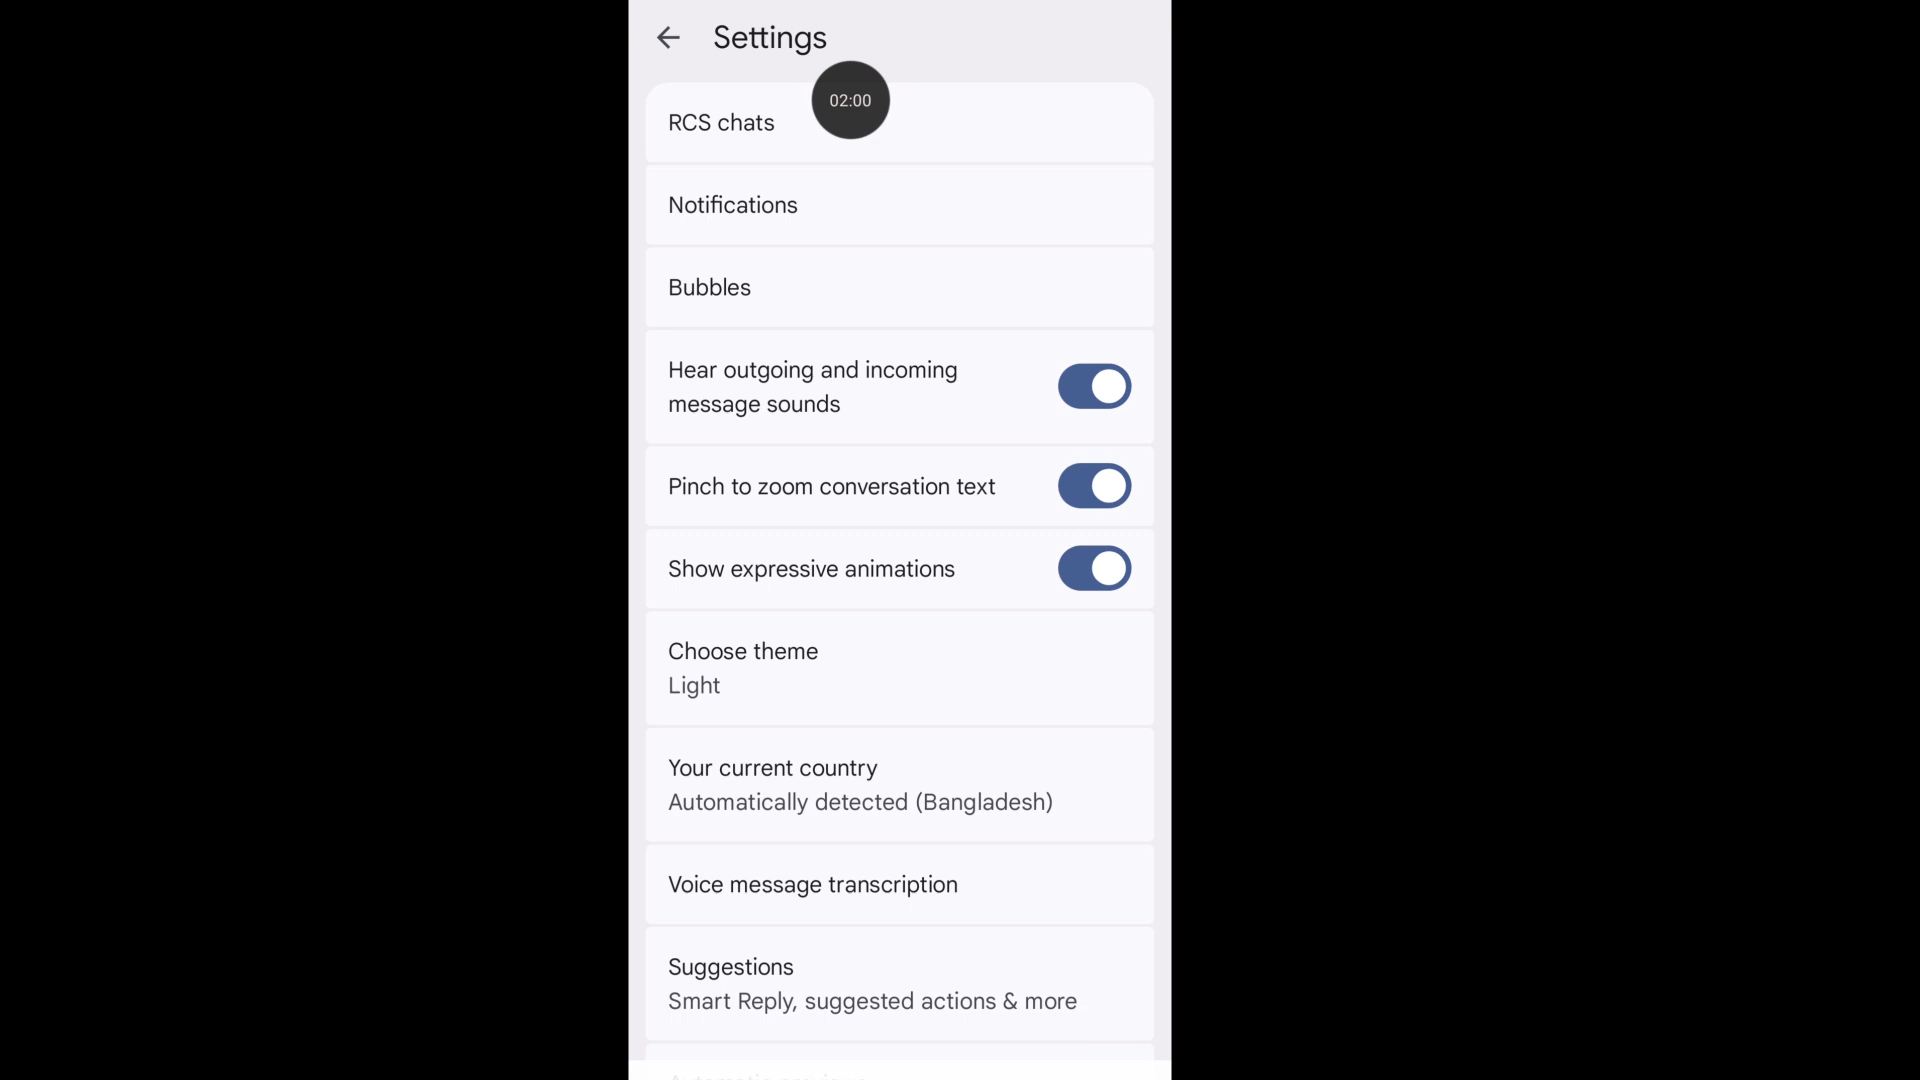 Settings
02:00
RCS chats
Notifications
Bubbles
Hear outgoing and incoming
message sounds
Pinch to zoom conversation text
Show expressive animations
Choose theme
Light
Your current country
Automatically detected (Bangladesh)
Voice message transcription
Suggestions
Smart Reply, suggested actions & more